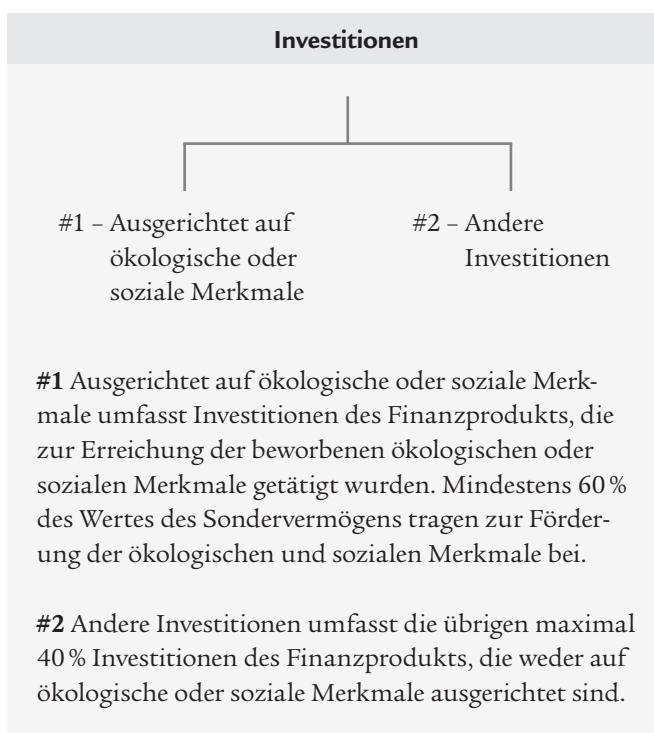 Investitionen
#1 – Ausgerichtet auf
ökologische oder
soziale Merkmale
#2 – Andere
Investitionen
#1 Ausgerichtet auf ökologische oder soziale Merk-
male umfasst Investitionen des Finanzprodukts, die
zur Erreichung der beworbenen ökologischen oder
sozialen Merkmale getätigt wurden. Mindestens 60 %
des Wertes des Sondervermögens tragen zur Förder-
ung der ökologischen und sozialen Merkmale bei.
#2 Andere Investitionen umfasst die übrigen maximal
40 % Investitionen des Finanzprodukts, die weder auf
ökologische oder soziale Merkmale ausgerichtet sind.